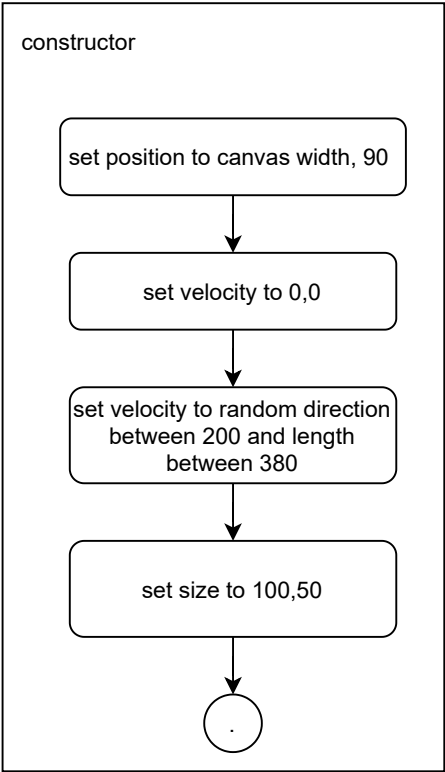 constructor
set position to canvas width, 90
set velocity to 0,0
set velocity to random direction
between 200 and length
between 380
set size to 100,50
.